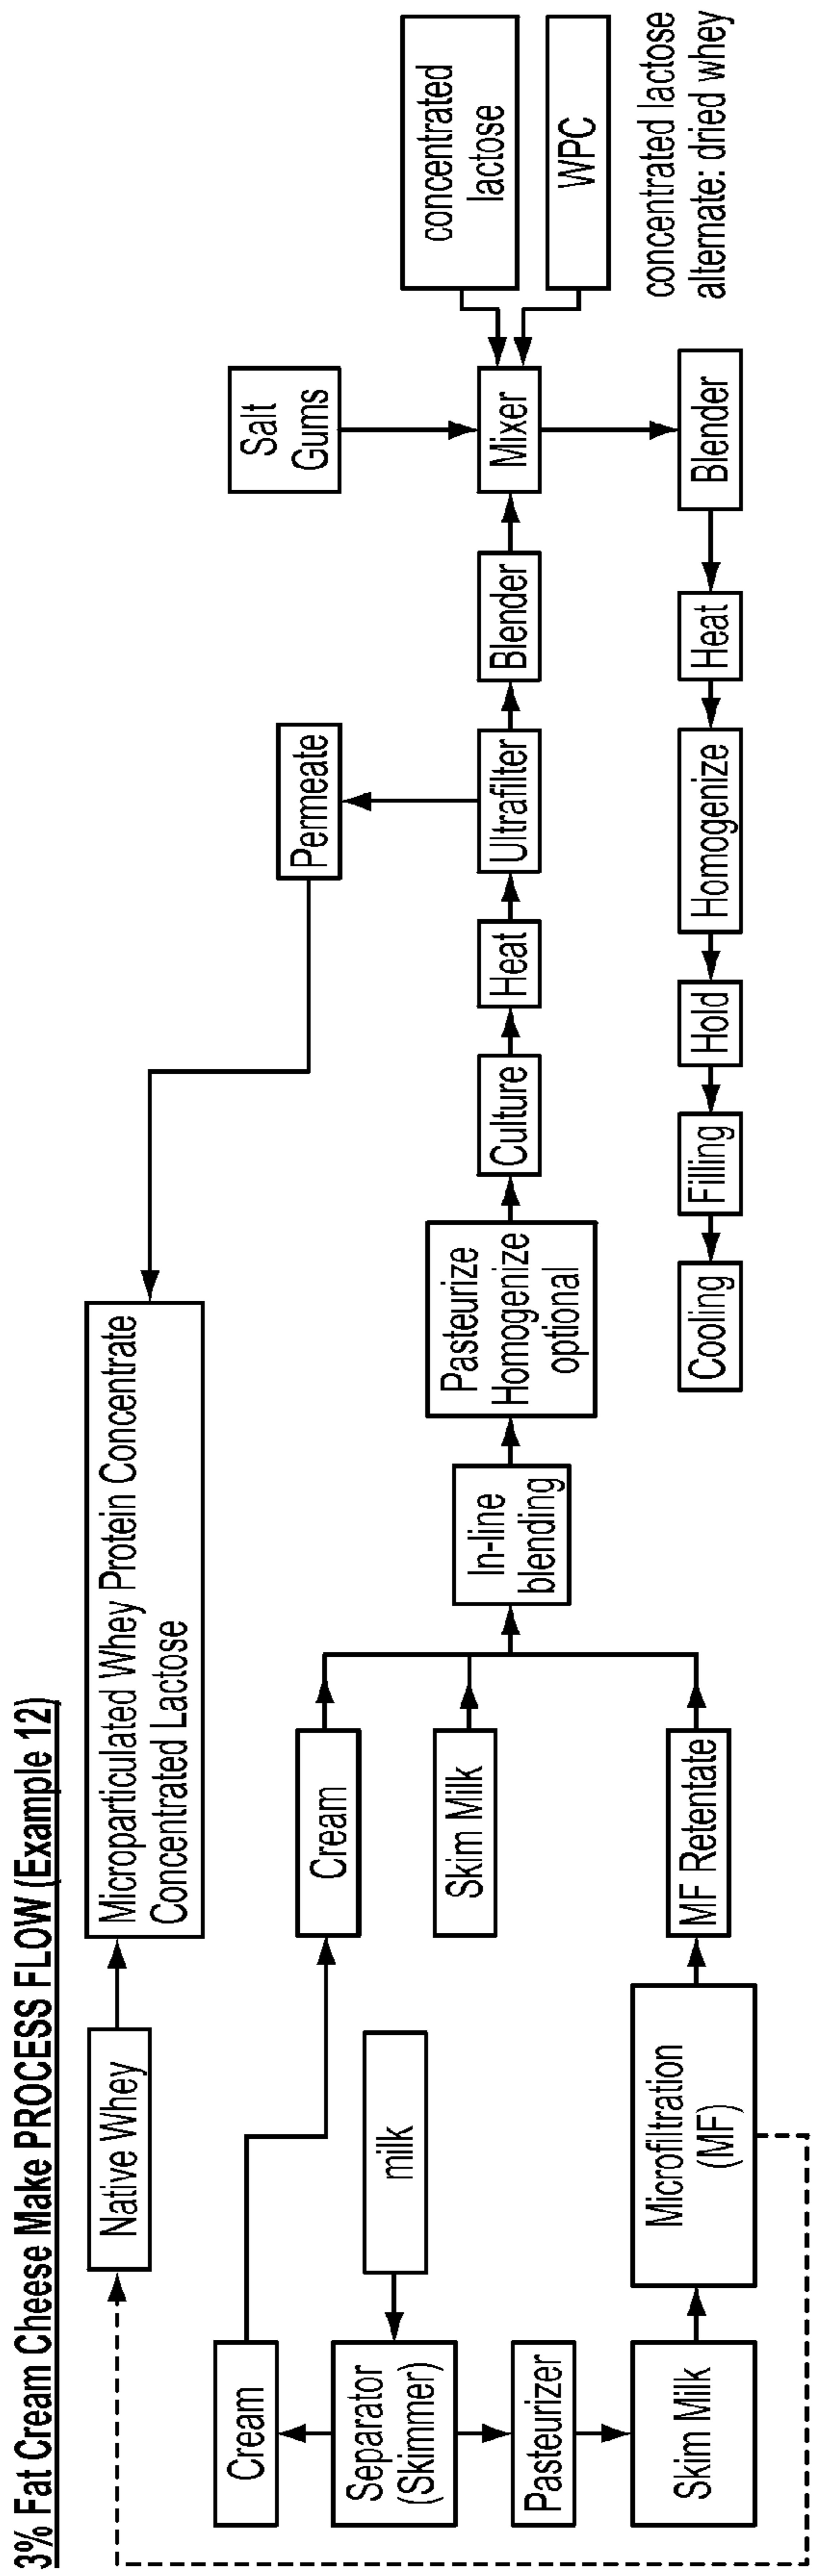 3% Fat Cream Cheese Make PROCESS FLOW (Example 12)
Native Whey
Microparticulated Whey Protein Concentrate
Concentrated Lactose
Permeate
Cream
Cream
Salt
Gums
Separator
(Skimmer)
milk
Skim Milk
In-line
blending
Pasteurize
Homogenize
optional
Culture
Heat
Ultrafilter
Blender
Mixer
concentrated
lactose
WPC
Pasteurizer
Skim Milk
Microfiltration
(MF)
MF Retentate
Cooling
Filling
Hold
Homogenize
Heat
Blender
concentrated lactose
alternate: dried whey